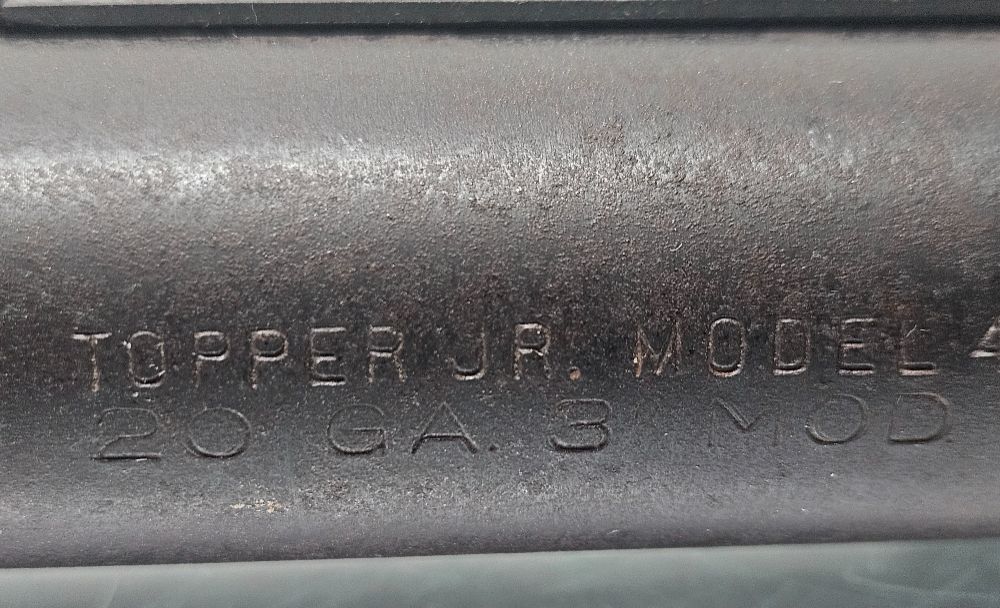 TOPPER JR. MODEL
20 GA. 3" MOD